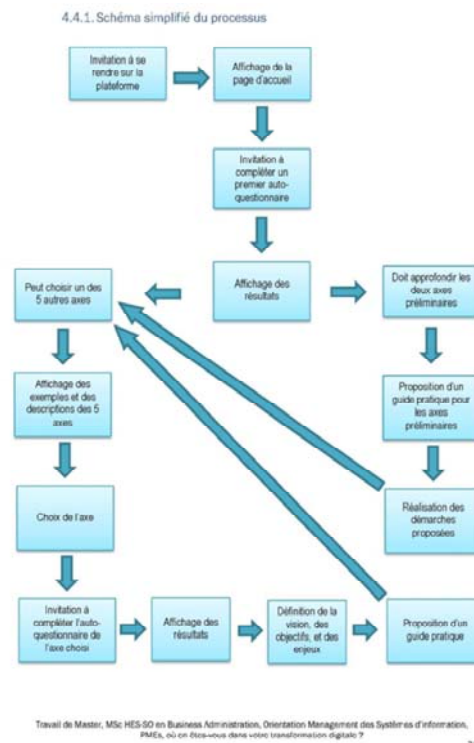 4.4.1. Schéma simplifié du processus
Invitation à se
rendre sur la
plateforme
Affichage de la
page d'accueil
Invitation à
compléter un
premier auto-
questionnaire
Affichage des
résultats
Peut choisir un des
5 autres axes
Doit approfondir les
deux axes
préliminaires
Affichage des
exemples et des
descriptions des 5
axes
Proposition d'un
guide pratique pour
les axes
préliminaires
Choix de l'axe
Réalisation des
démarches
proposées
Invitation à
compléter l'auto-
questionnaire de
l'axe choisi
Affichage des
résultats
Définition de la
vision, des
objectifs, et des
enjeux
Proposition d'un
guide pratique
Travail de Master, MSc HES-SO en Business Administration, Orientation Management des Systèmes d'information,
PMEs, où en êtes-vous dans votre transformation digitale ?